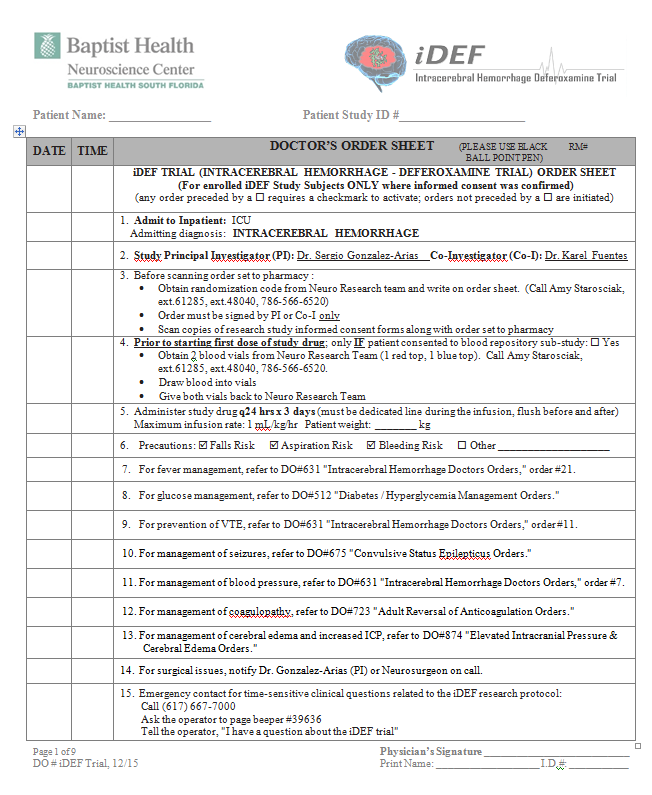 Baptist Health
Neuroscience Center
BAPTIST HEALTH SOUTH FLORIDA
iDEF
Intracerebral Hemorrhage Deferoxamine Trial
Patient Name: ________________ Patient Study ID #____________________
DATE TIME DOCTOR'S ORDER SHEET (PLEASE USE BLACK RM#
BALL POINT PEN)
iDEF TRIAL (INTRACEREBRAL HEMORRHAGE - DEFEROXAMINE TRIAL) ORDER SHEET
(For enrolled iDEF Study Subjects ONLY where informed consent was confirmed)
(any order preceded by a ☐ requires a checkmark to activate; orders not preceded by a ☐ are initiated)
1. Admit to Inpatient: ICU
Admitting diagnosis: INTRACEREBRAL HEMORRHAGE
2. Study Principal Investigator (PI): Dr. Sergio Gonzalez-Arias Co-Investigator (Co-I): Dr. Karel Fuentes
3. Before scanning order set to pharmacy :
• Obtain randomization code from Neuro Research team and write on order sheet. (Call Amy Starosciak,
ext.61285, ext.48040, 786-566-6520)
• Order must be signed by PI or Co-I only
• Scan copies of research study informed consent forms along with order set to pharmacy
4. Prior to starting first dose of study drug; only IF patient consented to blood repository sub-study: ☐ Yes
• Obtain 2 blood vials from Neuro Research Team (1 red top, 1 blue top). Call Amy Starosciak,
ext.61285, ext.48040, 786-566-6520.
• Draw blood into vials
• Give both vials back to Neuro Research Team
5. Administer study drug q24 hrs x 3 days (must be dedicated line during the infusion, flush before and after)
Maximum infusion rate: 1 mL/kg/hr Patient weight: _______ kg
6. Precautions: ☑ Falls Risk ☑ Aspiration Risk ☑ Bleeding Risk ☐ Other ____________________
7. For fever management, refer to DO#631 "Intracerebral Hemorrhage Doctors Orders," order #21.
8. For glucose management, refer to DO#512 "Diabetes / Hyperglycemia Management Orders."
9. For prevention of VTE, refer to DO#631 "Intracerebral Hemorrhage Doctors Orders," order #11.
10. For management of seizures, refer to DO#675 "Convulsive Status Epilepticus Orders."
11. For management of blood pressure, refer to DO#631 "Intracerebral Hemorrhage Doctors Orders," order #7.
12. For management of coagulopathy, refer to DO#723 "Adult Reversal of Anticoagulation Orders."
13. For management of cerebral edema and increased ICP, refer to DO#874 "Elevated Intracranial Pressure &
Cerebral Edema Orders."
14. For surgical issues, notify Dr. Gonzalez-Arias (PI) or Neurosurgeon on call.
15. Emergency contact for time-sensitive clinical questions related to the iDEF research protocol:
Call (617) 667-7000
Ask the operator to page beeper #39636
Tell the operator, "I have a question about the iDEF trial"
Page 1 of 9 Physician's Signature ___________________________
DO # iDEF Trial, 12/15 Print Name: ___________________ I.D.#: ___________